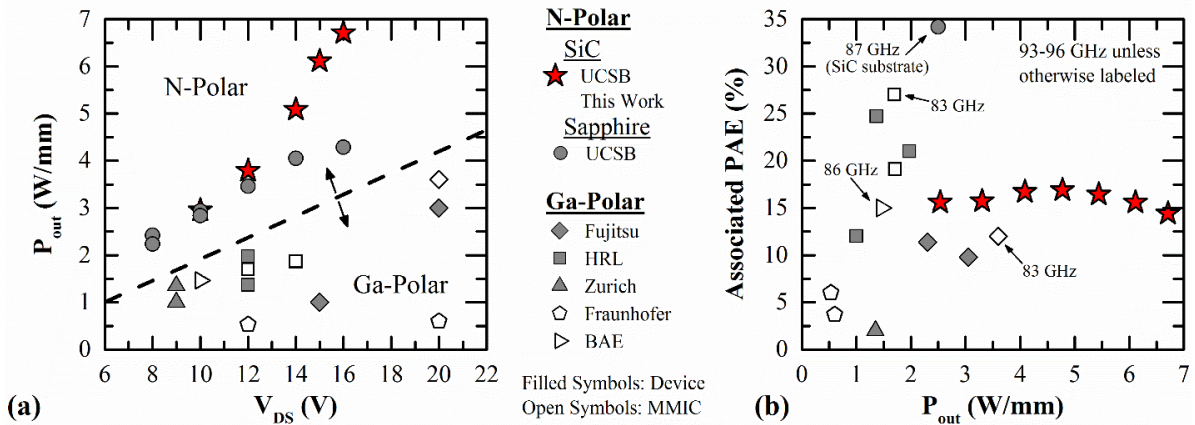 7
6
5
4
3
2
1
0
P_out (W/mm)
N-Polar
Ga-Polar
6 8 10 12 14 16 18 20 22
V_DS (V)
(a)
N-Polar
SiC
UCSB
This Work
Sapphire
UCSB
Ga-Polar
Fujitsu
HRL
Zurich
Fraunhofer
BAE
Filled Symbols: Device
Open Symbols: MMIC
35
30
25
20
15
10
5
0
Associated PAE (%)
87 GHz
(SiC substrate)
93-96 GHz unless
otherwise labeled
83 GHz
86 GHz
83 GHz
0 1 2 3 4 5 6 7
P_out (W/mm)
(b)